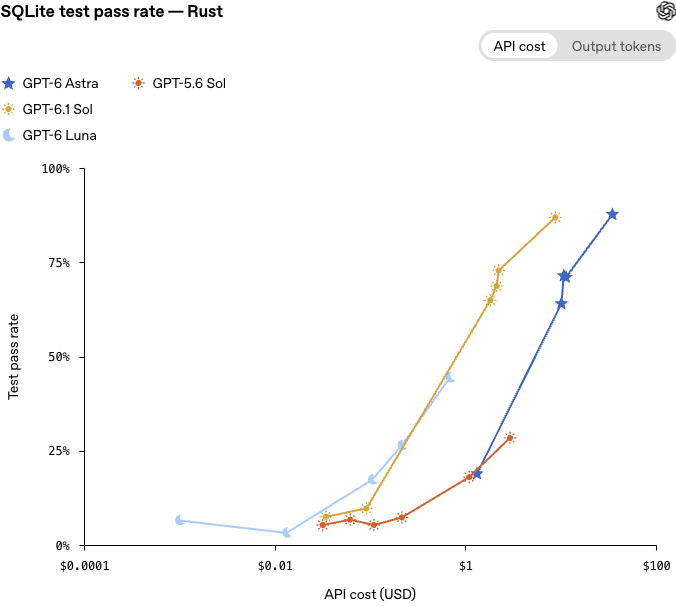 SQLite test pass rate — Rust
API cost
Output tokens
GPT-6 Astra
GPT-5.6 Sol
GPT-6.1 Sol
GPT-6 Luna
100%
75%
50%
25%
0%
Test pass rate
$0.0001
$0.01
$1
$100
API cost (USD)